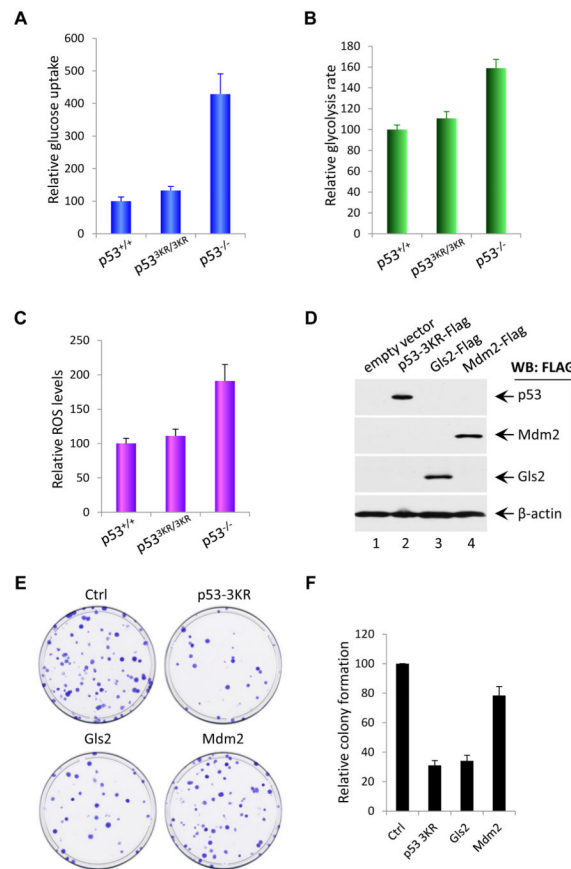 A
Relative glucose uptake
600
500
400
300
200
100
0
p53+/+
p533KR/3KR
p53-/-
B
Relative glycolysis rate
160
140
120
100
80
60
40
20
0
p53+/+
p533KR/3KR
p53-/-
C
Relative ROS levels
250
200
150
100
50
0
p53+/+
p533KR/3KR
p53-/-
D
empty vector
p53-3KR-Flag
Gls2-Flag
Mdm2-Flag
WB: FLAG
p53
Mdm2
Gls2
β-actin
1 2 3 4
E
Ctrl
p53-3KR
Gls2
Mdm2
F
Relative colony formation
120
100
80
60
40
20
0
Ctrl
p53 3KR
Gls2
Mdm2